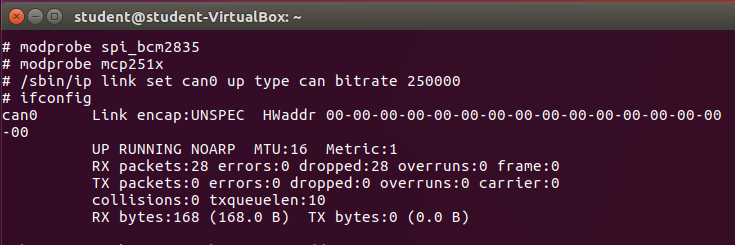 student@student-VirtualBox: ~
# modprobe spi_bcm2835
# modprobe mcp251x
# /sbin/ip link set can0 up type can bitrate 250000
# ifconfig
can0      Link encap:UNSPEC  HWaddr 00-00-00-00-00-00-00-00-00-00-00-00-00-00-00
-00
          UP RUNNING NOARP  MTU:16  Metric:1
          RX packets:28 errors:0 dropped:28 overruns:0 frame:0
          TX packets:0 errors:0 dropped:0 overruns:0 carrier:0
          collisions:0 txqueuelen:10
          RX bytes:168 (168.0 B)  TX bytes:0 (0.0 B)